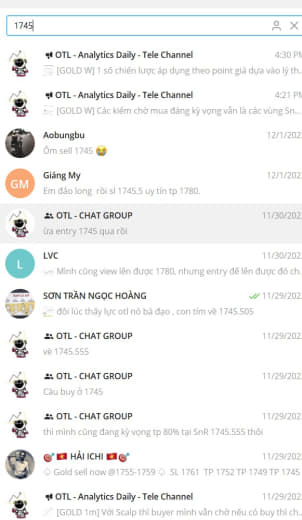 1745
OTL - Analytics Daily - Tele Channel 4:30 PM
[GOLD W] 1 số chiến lược áp dụng theo point giá dựa vào lý th..
OTL - Analytics Daily - Tele Channel 4:21 PM
[GOLD W] Các kiểm chờ mua đáng kỳ vọng vẫn là các vùng Sn..
Aobungbu 12/1/202
Ôm sell 1745 😂
GM
Giáng My 12/1/202
Em đảo long rồi sl 1745.5 uy tín tp 1780.
OTL - CHAT GROUP 11/30/202
ừa entry 1745 qua rồi
L
LVC 11/30/202
Mình cũng view lên được 1780, nhưng entry để lên được đó ch.
SƠN TRẦN NGỌC HOÀNG 11/29/202
đôi lúc thấy lực otl nó bá đạo , con tím về 1745.505
OTL - CHAT GROUP 11/29/202
về 1745.555
OTL - CHAT GROUP 11/29/202
Cầu buy ở 1745
OTL - CHAT GROUP 11/29/202
thì mình cũng đang kỳ vọng tp 80% tại SnR 1745.555 thôi
🎯 🇻🇳 HẢI ICHI 🇻🇳 🎯 11/29/202
Gold sell now @1755-1759 SL 1761 TP 1752 TP 1749 TP 1745
OTL - Analytics Daily - Tele Channel 11/29/202
[GOLD 1m] Với Scalp thì buyer mình vẫn chờ nếu có buy thì ch..